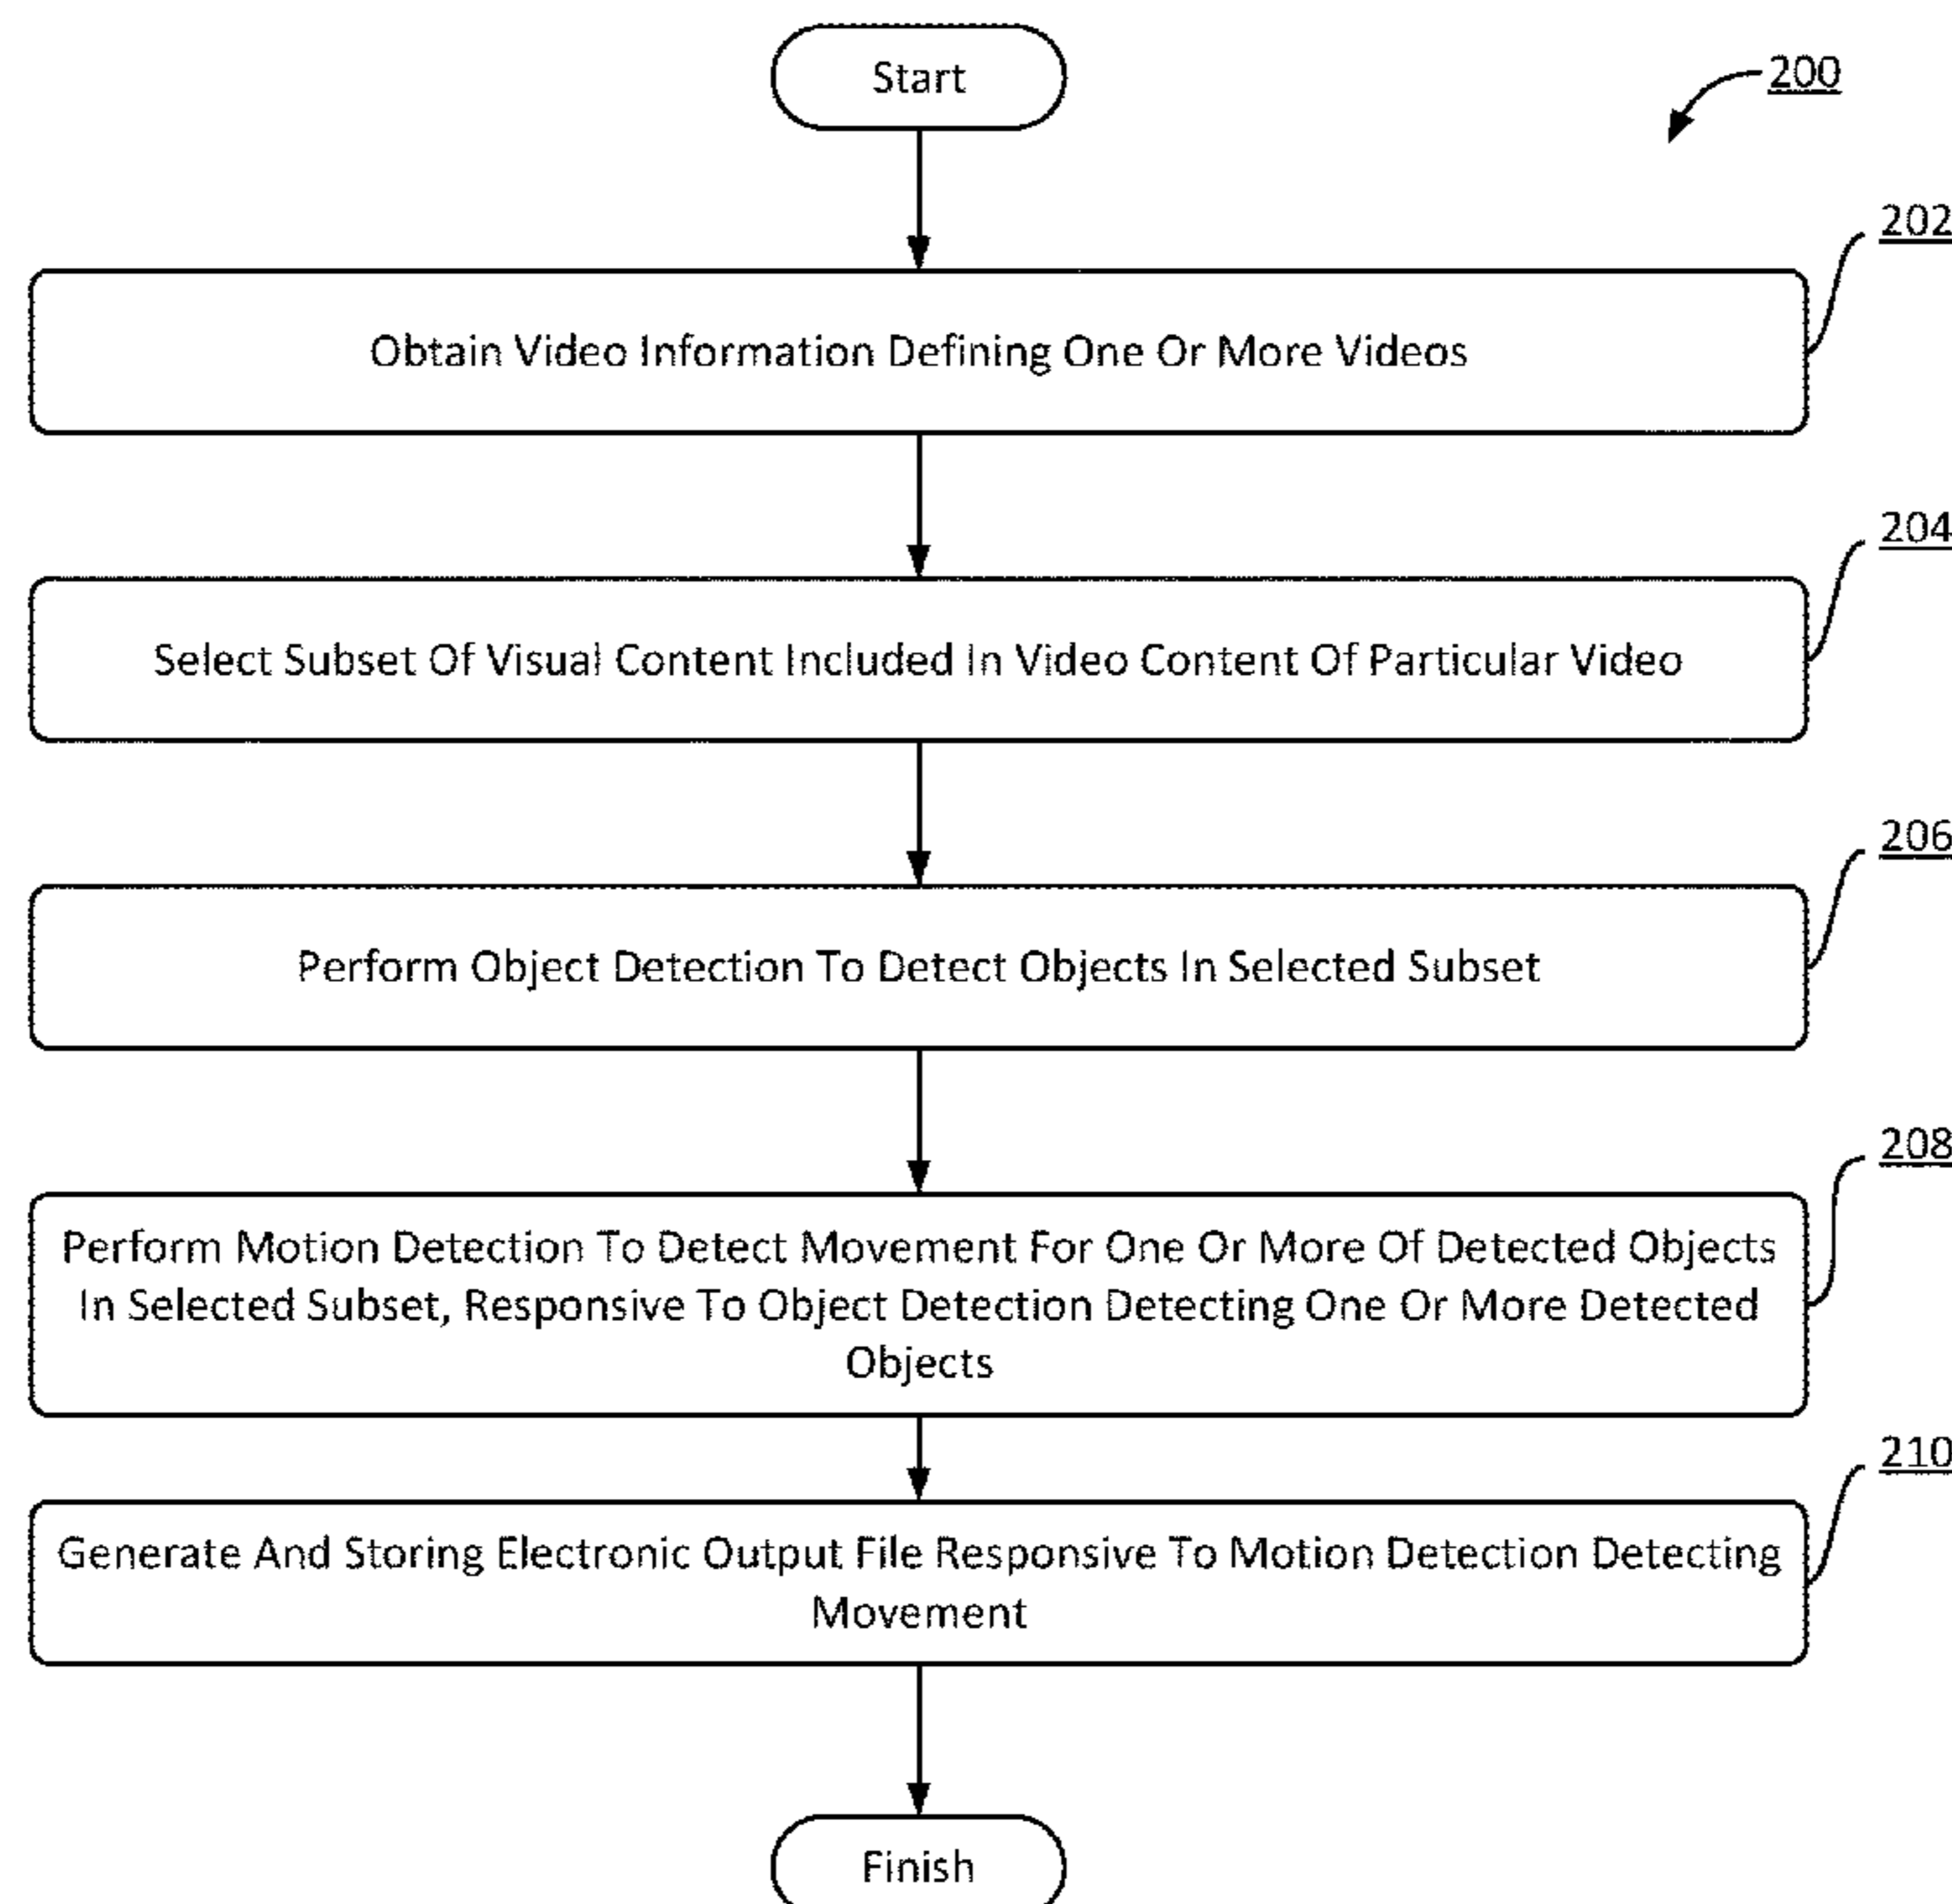 Start
200
202
Obtain Video Information Defining One Or More Videos
204
Select Subset Of Visual Content Included In Video Content Of Particular Video
206
Perform Object Detection To Detect Objects In Selected Subset
208
Perform Motion Detection To Detect Movement For One Or More Of Detected Objects
In Selected Subset, Responsive To Object Detection Detecting One Or More Detected
Objects
210
Generate And Storing Electronic Output File Responsive To Motion Detection Detecting
Movement
Finish